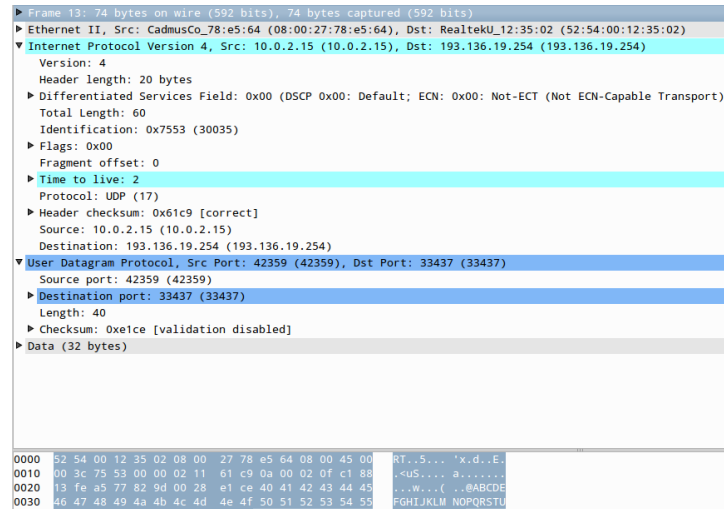 Frame 13: 74 bytes on wire (592 bits), 74 bytes captured (592 bits)
Ethernet II, Src: CadmusCo_78:e5:64 (08:00:27:78:e5:64), Dst: RealtekU_12:35:02 (52:54:00:12:35:02)
Internet Protocol Version 4, Src: 10.0.2.15 (10.0.2.15), Dst: 193.136.19.254 (193.136.19.254)
Version: 4
Header length: 20 bytes
Differentiated Services Field: 0x00 (DSCP 0x00: Default; ECN: 0x00: Not-ECT (Not ECN-Capable Transport)
Total Length: 60
Identification: 0x7553 (30035)
Flags: 0x00
Fragment offset: 0
Time to live: 2
Protocol: UDP (17)
Header checksum: 0x61c9 [correct]
Source: 10.0.2.15 (10.0.2.15)
Destination: 193.136.19.254 (193.136.19.254)
User Datagram Protocol, Src Port: 42359 (42359), Dst Port: 33437 (33437)
Source port: 42359 (42359)
Destination port: 33437 (33437)
Length: 40
Checksum: 0xe1ce [validation disabled]
Data (32 bytes)
0000 52 54 00 12 35 02 08 00 27 78 e5 64 08 00 45 00 RT..5... 'x.d..E.
0010 00 3c 75 53 00 00 02 11 61 c9 0a 00 02 0f c1 88 .<uS.... a.......
0020 13 fe a5 77 82 9d 00 28 e1 ce 40 41 42 43 44 45 ...w...( ..@ABCDE
0030 46 47 48 49 4a 4b 4c 4d 4e 4f 50 51 52 53 54 55 FGHIJKLM NOPQRSTU